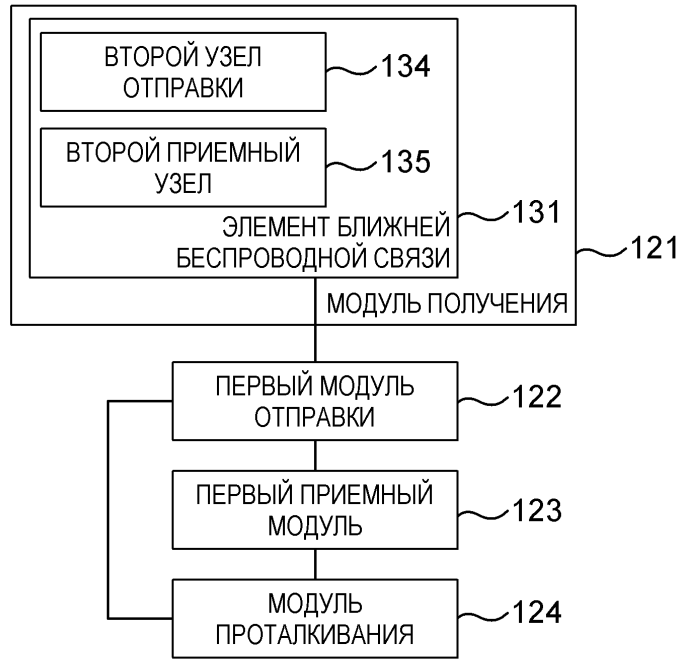 ВТОРОЙ УЗЕЛ
ОТПРАВКИ
134
ВТОРОЙ ПРИЕМНЫЙ
УЗЕЛ
135
ЭЛЕМЕНТ БЛИЖНЕЙ
БЕСПРОВОДНОЙ СВЯЗИ
131
МОДУЛЬ ПОЛУЧЕНИЯ
121
ПЕРВЫЙ МОДУЛЬ
ОТПРАВКИ
122
ПЕРВЫЙ ПРИЕМНЫЙ
МОДУЛЬ
123
МОДУЛЬ
ПРОТАЛКИВАНИЯ
124